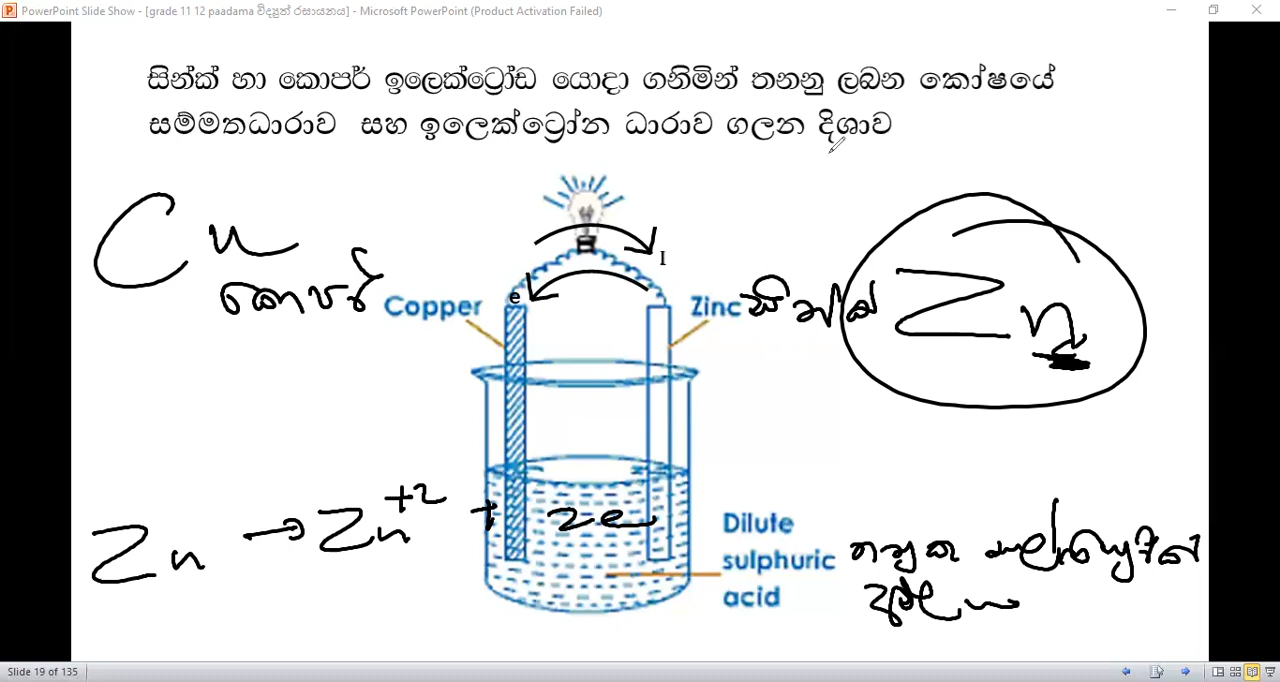 PowerPoint Slide Show - [grade 11 12 paadama විද්‍යුත් රසායනය] - Microsoft PowerPoint (Product Activation Failed)
සින්ක් හා කොපර් ඉලෙක්ට්‍රෝඩ යොදා ගනිමින් තනනු ලබන කෝෂයේ
සම්මතධාරාව සහ ඉලෙක්ට්‍රෝන ධාරාව ගලන දිශාව
Cu
කොපර්
I
e
Copper
Zinc
සින්ක්
Zn
Zn → Zn+2 + 2e
Dilute
sulphuric
acid
තනුක සල්ෆියුරික්
අම්ලය
Slide 19 of 135